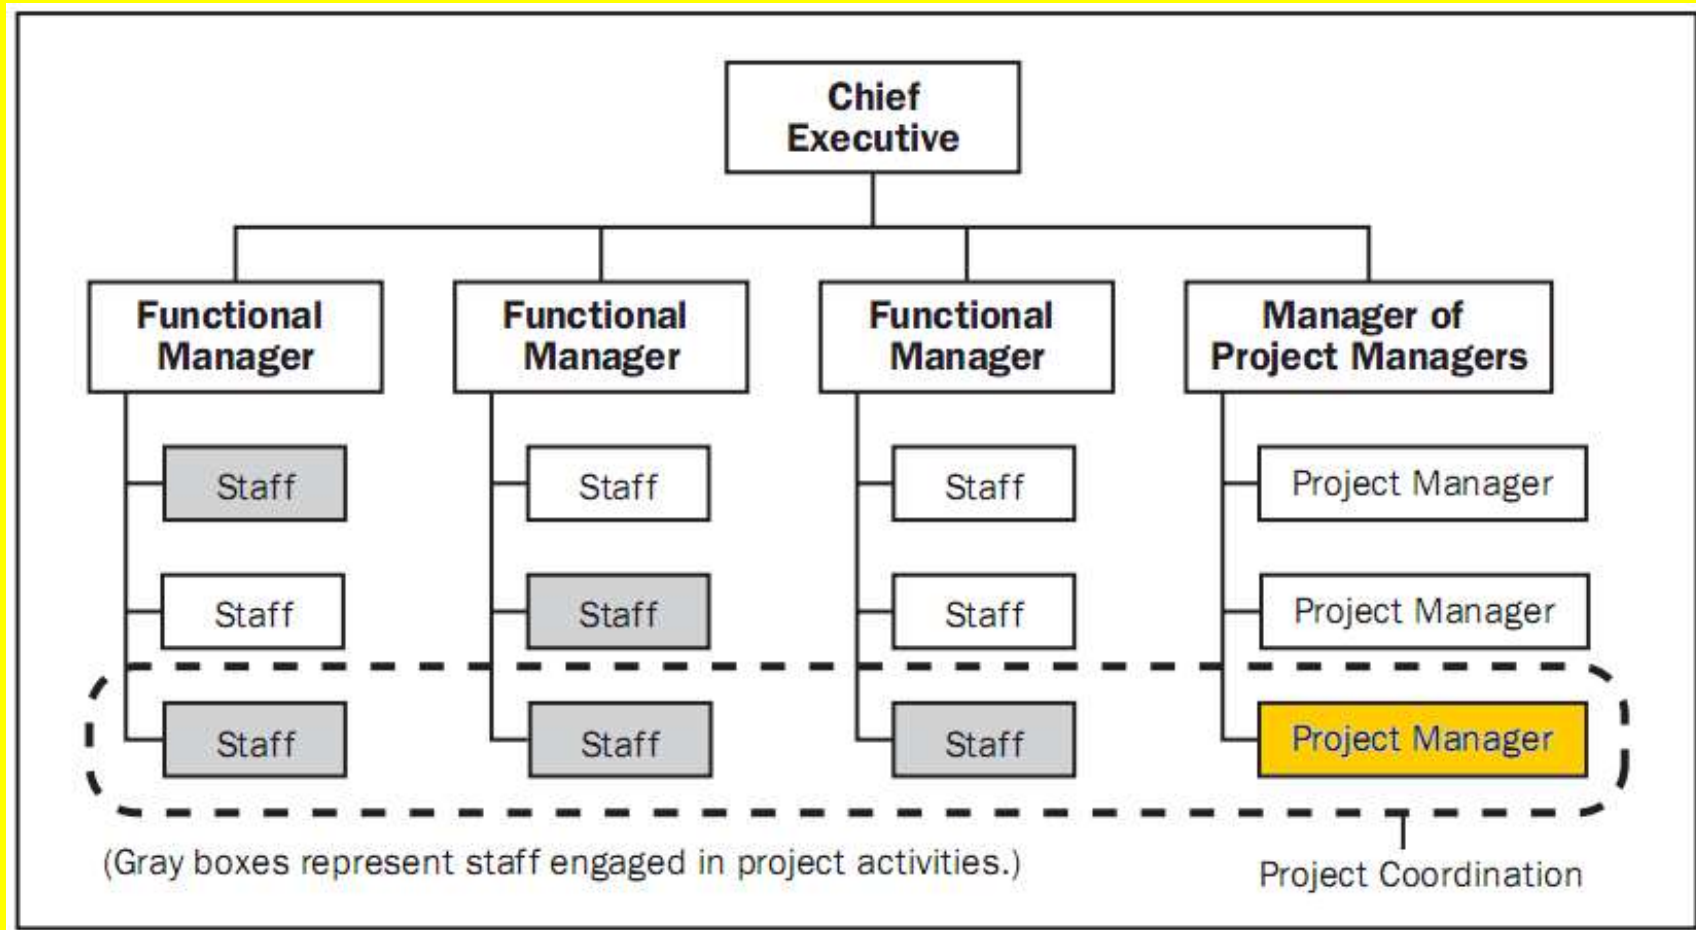 Chief
Executive
Functional
Manager
Functional
Manager
Functional
Manager
Manager of
Project Managers
Staff
Staff
Staff
Project Manager
Staff
Staff
Staff
Project Manager
Staff
Staff
Staff
Project Manager
(Gray boxes represent staff engaged in project activities.)
Project Coordination